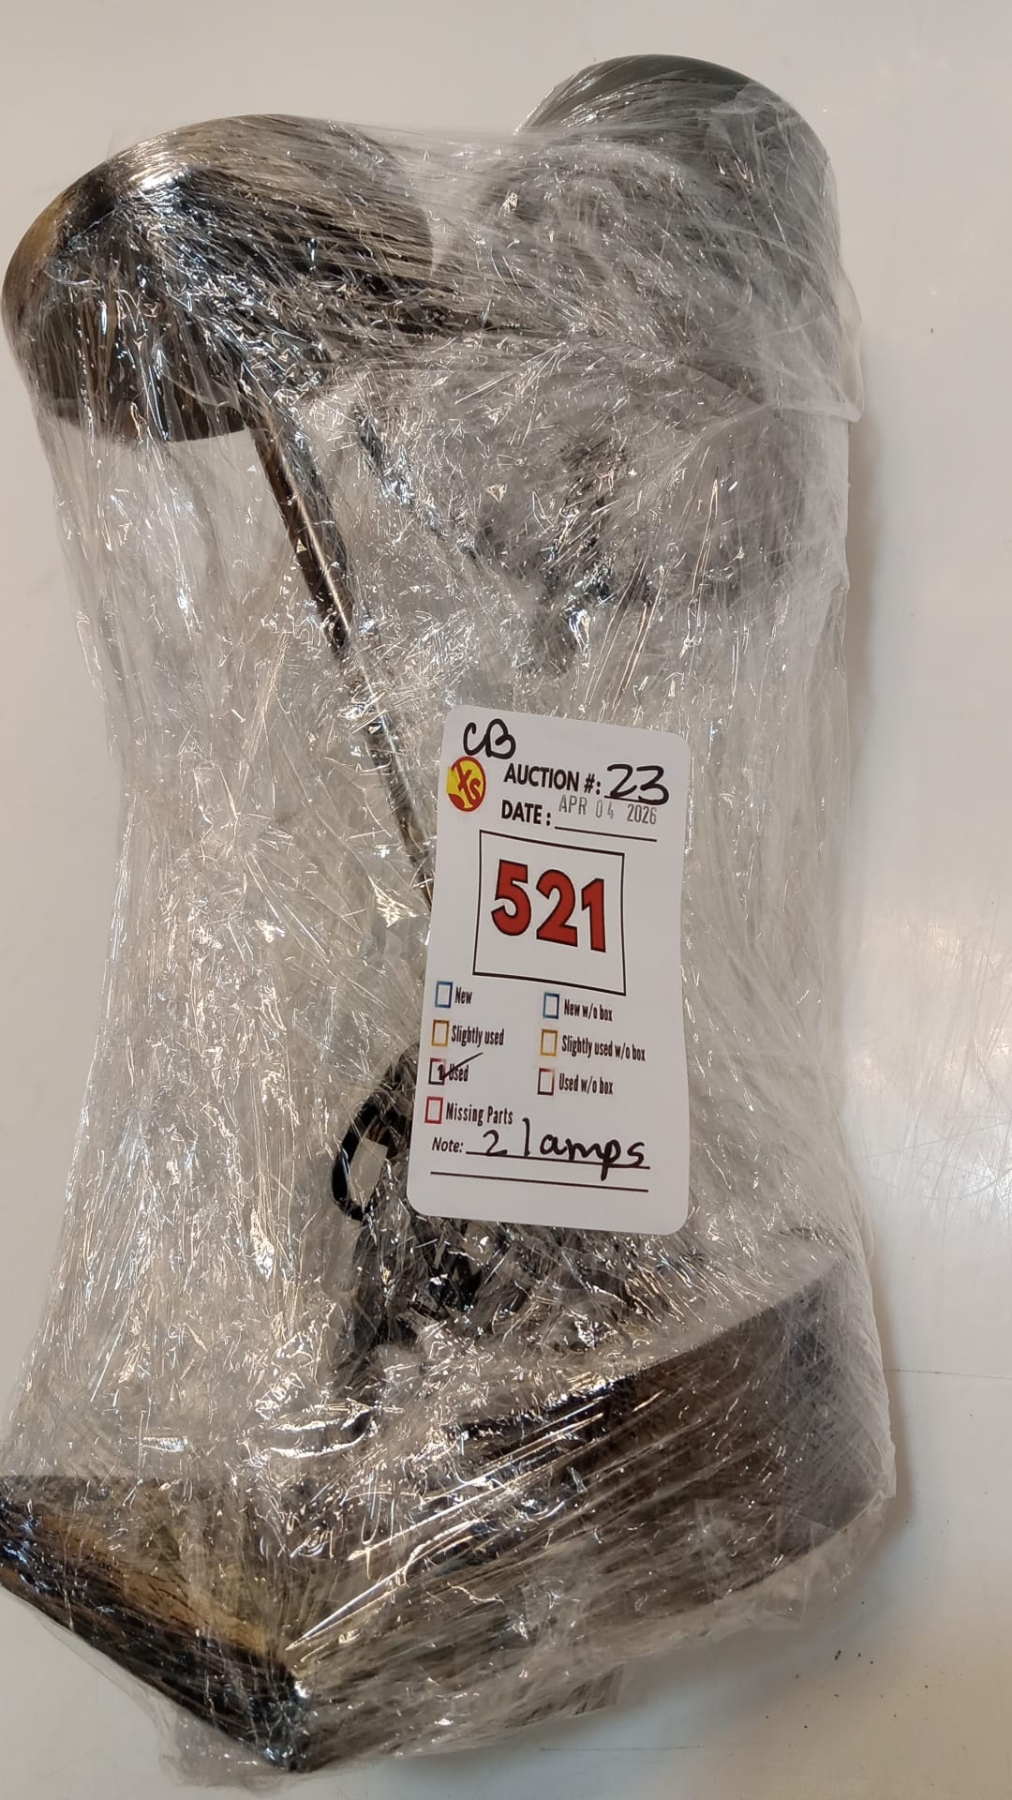 CB
XS AUCTION #: 23
DATE: APR 04 2026
521
New
New w/o box
Slightly used
Slightly used w/o box
Used
Used w/o box
Missing Parts
Note: 2 lamps